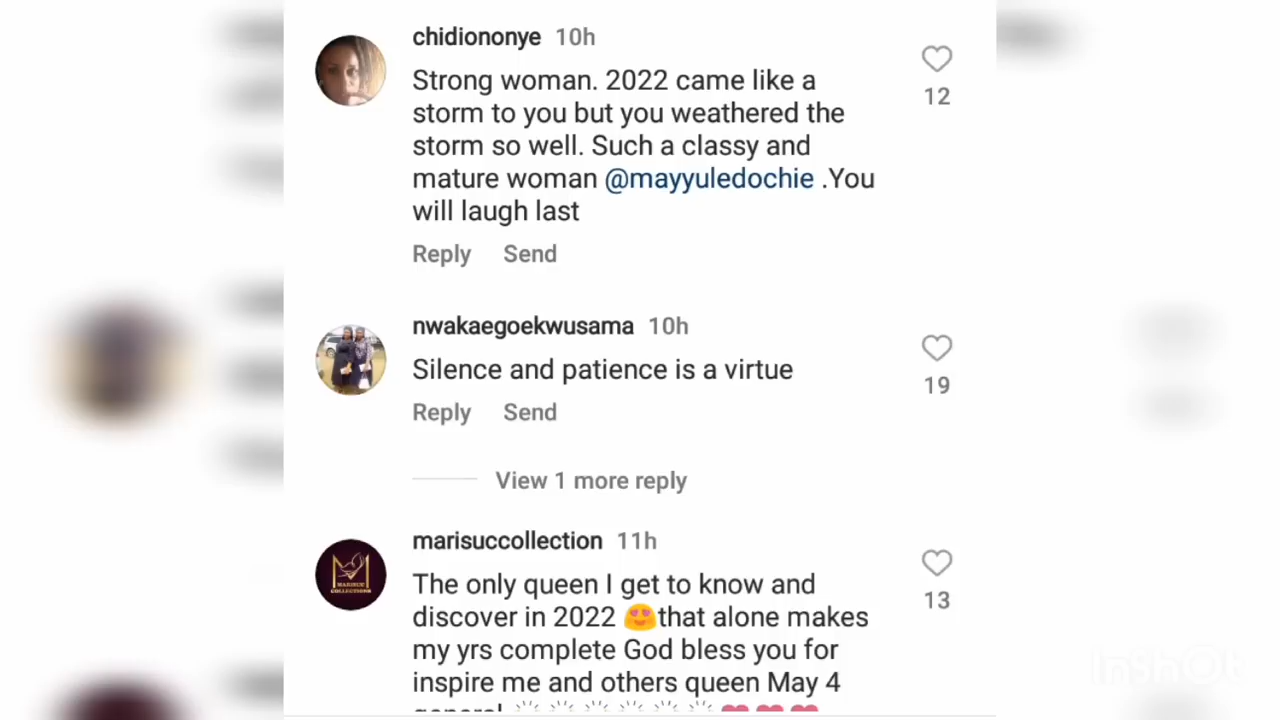 chidiononye 10h
Strong woman. 2022 came like a
storm to you but you weathered the
storm so well. Such a classy and
mature woman @mayyuledochie .You
will laugh last
12
Reply Send
nwakaegoekwusama 10h
Silence and patience is a virtue
19
Reply Send
View 1 more reply
marisuccollection 11h
The only queen I get to know and
discover in 2022 😍that alone makes
my yrs complete God bless you for
inspire me and others queen May 4
13
InShOt